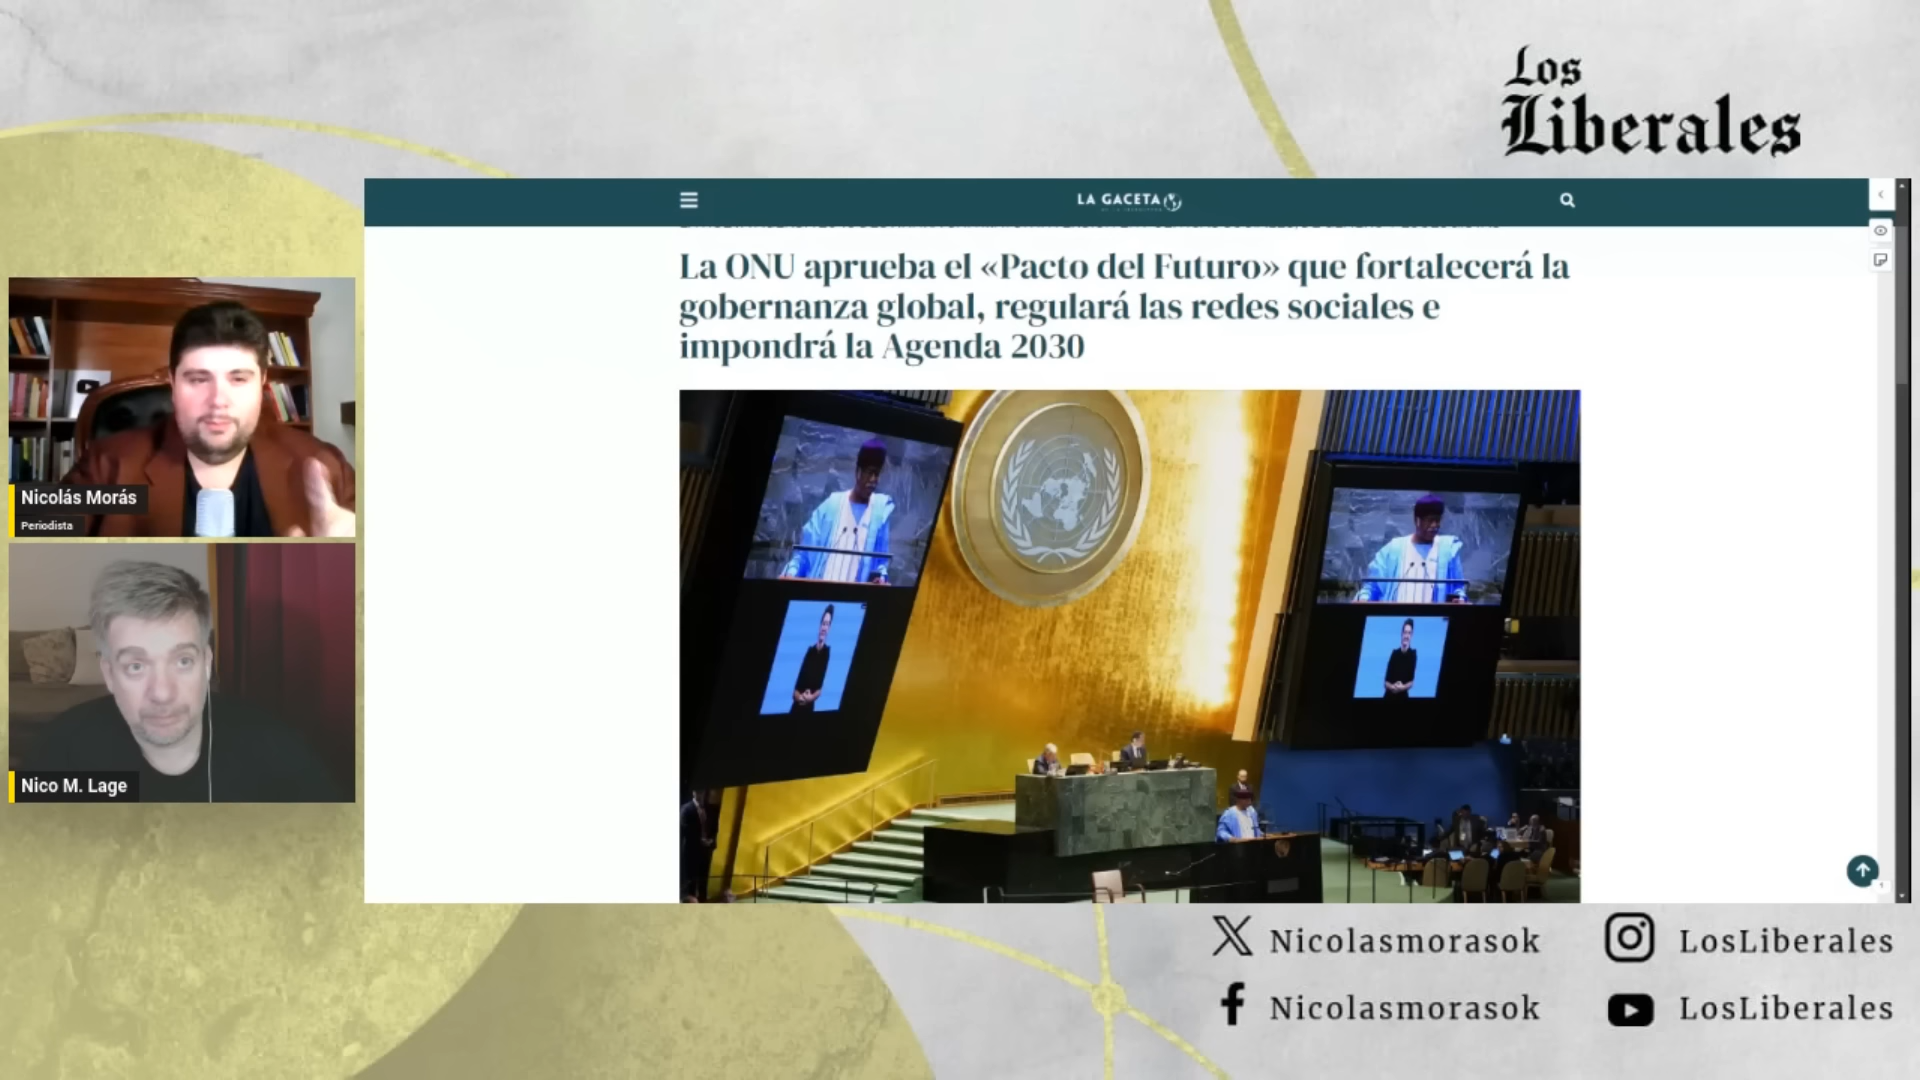 Los
Liberales
LA GACETA
La ONU aprueba el «Pacto del Futuro» que fortalecerá la
gobernanza global, regulará las redes sociales e
impondrá la Agenda 2030
Nicolás Morás
Periodista
Nico M. Lage
Nicolasmorasok
LosLiberales
Nicolasmorasok
LosLiberales